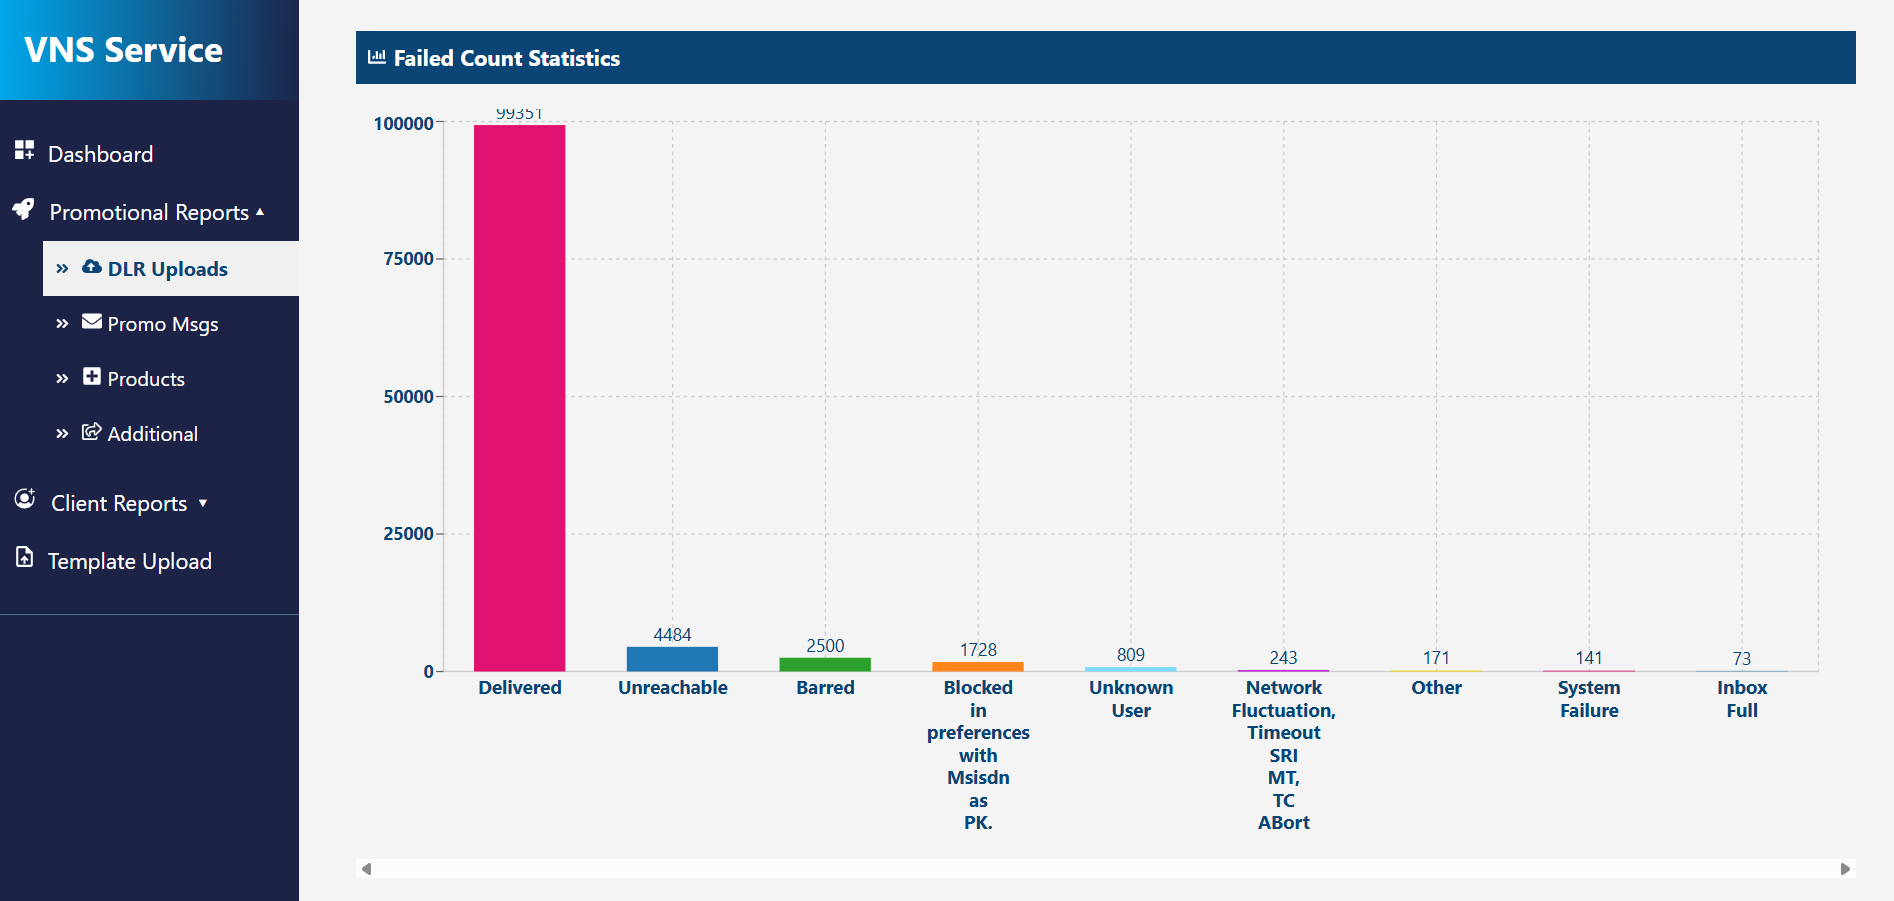 VNS Service
Dashboard
Promotional Reports
DLR Uploads
Promo Msgs
Products
Additional
Client Reports
Template Upload
Failed Count Statistics
100000
75000
50000
25000
0
99351
4484
2500
1728
809
243
171
141
73
Delivered
Unreachable
Barred
Blocked
in
preferences
with
Msisdn
as
PK.
Unknown
User
Network
Fluctuation,
Timeout
SRI
MT,
TC
ABort
Other
System
Failure
Inbox
Full